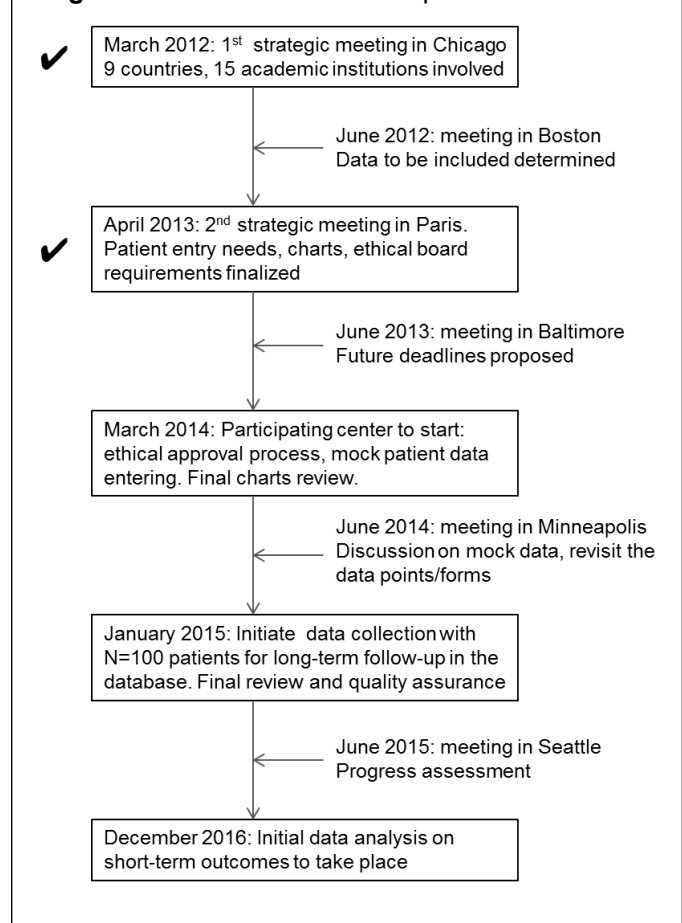 March 2012: 1st strategic meeting in Chicago
9 countries, 15 academic institutions involved
June 2012: meeting in Boston
Data to be included determined
April 2013: 2nd strategic meeting in Paris.
Patient entry needs, charts, ethical board
requirements finalized
June 2013: meeting in Baltimore
Future deadlines proposed
March 2014: Participating center to start:
ethical approval process, mock patient data
entering. Final charts review.
June 2014: meeting in Minneapolis
Discussion on mock data, revisit the
data points/forms
January 2015: Initiate data collection with
N=100 patients for long-term follow-up in the
database. Final review and quality assurance
June 2015: meeting in Seattle
Progress assessment
December 2016: Initial data analysis on
short-term outcomes to take place